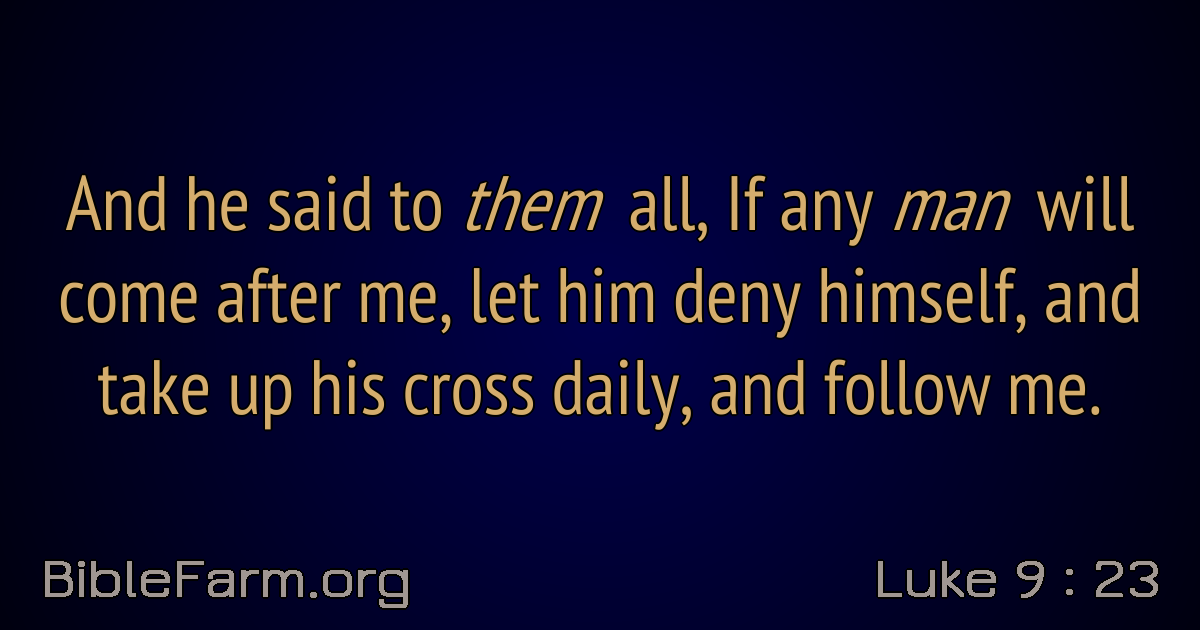 And he said to them all, If any man will
come after me, let him deny himself, and
take up his cross daily, and follow me.
BibleFarm.org
Luke 9 : 23